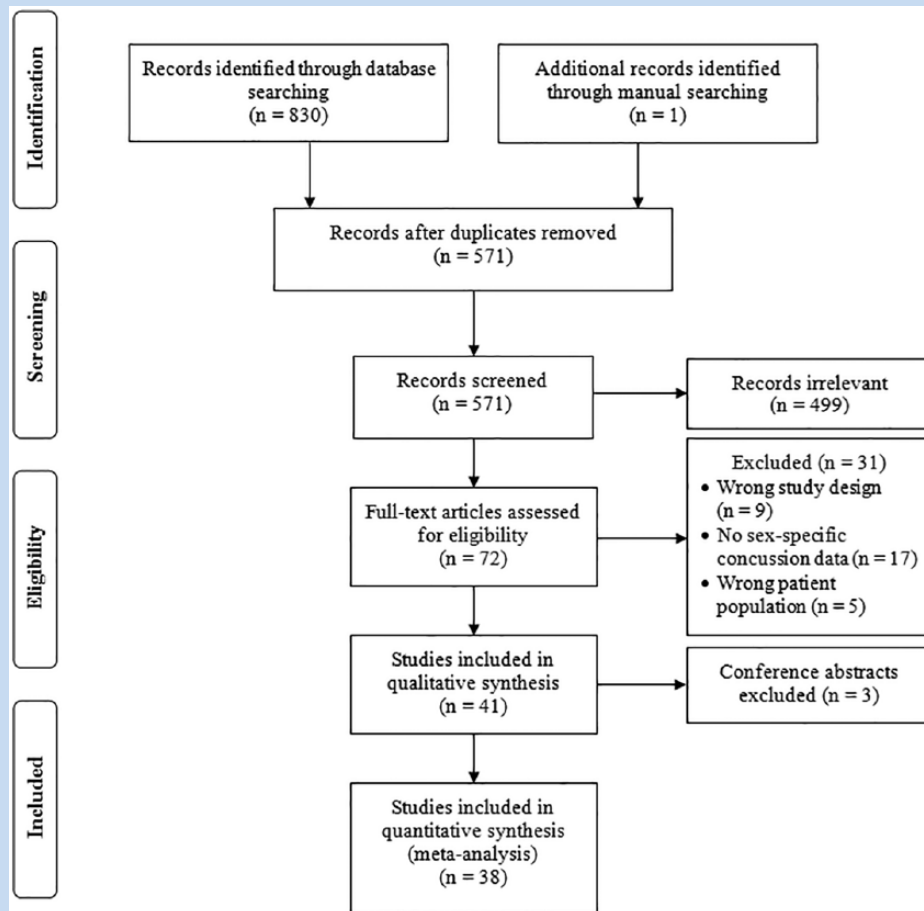 Identification
Records identified through database
searching
(n = 830)
Additional records identified
through manual searching
(n = 1)
Records after duplicates removed
(n = 571)
Screening
Records screened
(n = 571)
Records irrelevant
(n = 499)
Eligibility
Full-text articles assessed
for eligibility
(n = 72)
Excluded (n = 31)
• Wrong study design
(n = 9)
• No sex-specific
concussion data (n = 17)
• Wrong patient
population (n = 5)
Studies included in
qualitative synthesis
(n = 41)
Conference abstracts
excluded (n = 3)
Included
Studies included in
quantitative synthesis
(meta-analysis)
(n = 38)